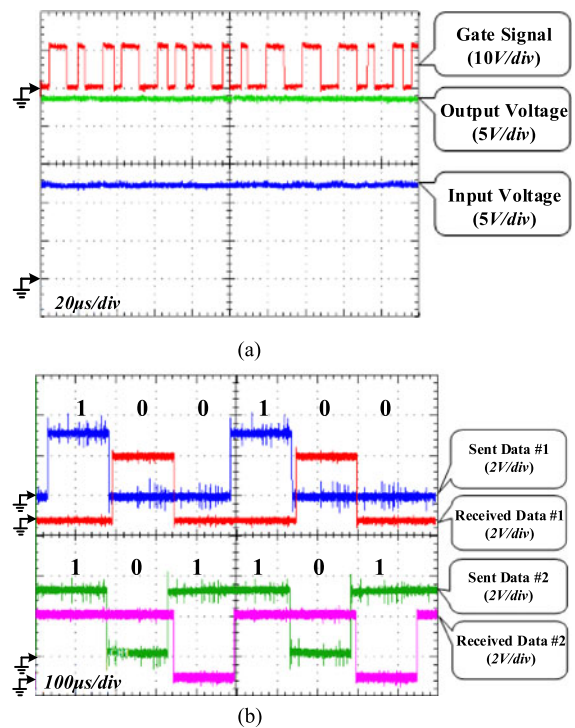 Gate Signal
(10V/div)
Output Voltage
(5V/div)
Input Voltage
(5V/div)
20μs/div
(a)
1 0 0 1 0 0
Sent Data #1
(2V/div)
Received Data #1
(2V/div)
1 0 1 1 0 1
Sent Data #2
(2V/div)
Received Data #2
(2V/div)
100μs/div
(b)